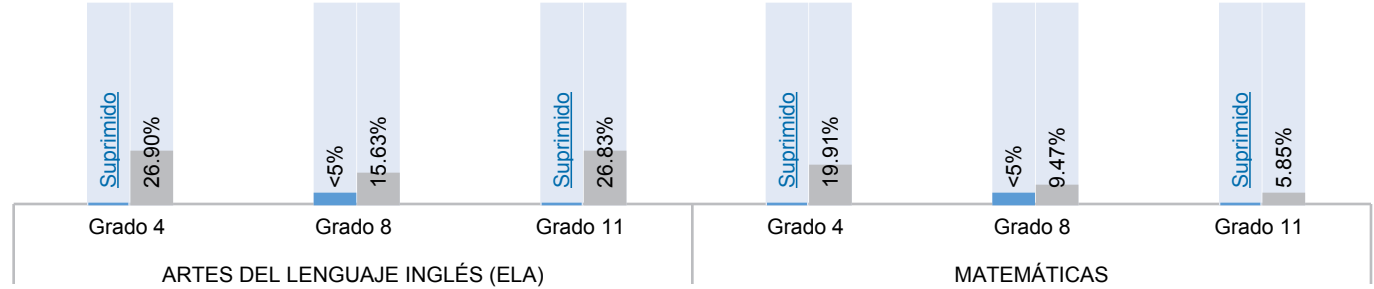 Suprimido
26.90%
<5%
15.63%
Suprimido
26.83%
Suprimido
19.91%
<5%
9.47%
Suprimido
5.85%
Grado 4
Grado 8
Grado 11
Grado 4
Grado 8
Grado 11
ARTES DEL LENGUAJE INGLÉS (ELA)
MATEMÁTICAS